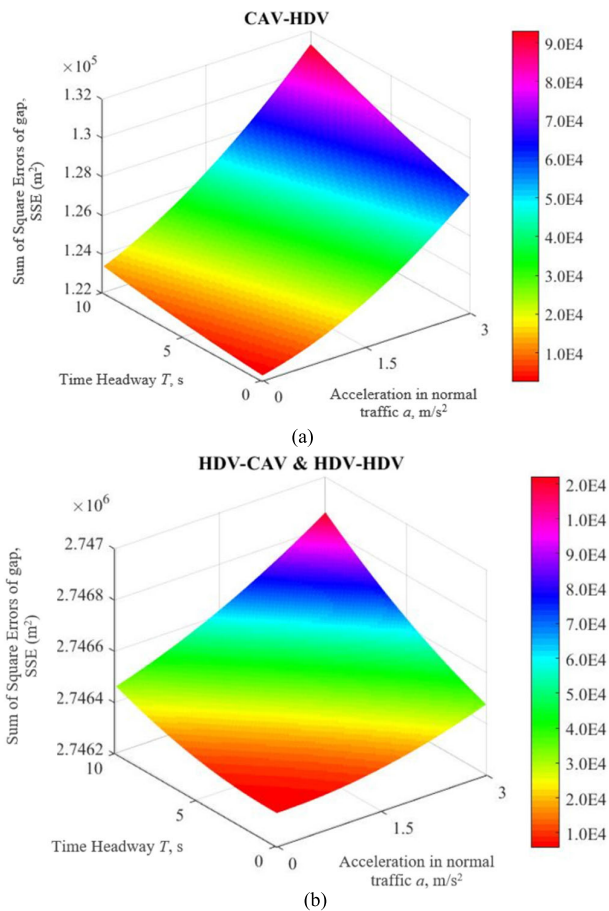 CAV-HDV
×10⁵
Sum of Square Errors of gap.
SSE (m²)
1.32
1.3
1.28
1.26
1.24
1.22
10
5
0
Time Headway T, s
0
1.5
3
Acceleration in normal
traffic a, m/s²
9.0E4
9.0E4
8.0E4
7.0E4
6.0E4
5.0E4
4.0E4
3.0E4
2.0E4
1.0E4
(a)
HDV-CAV & HDV-HDV
×10⁶
Sum of Square Errors of gap,
SSE (m²)
2.747
2.7468
2.7466
2.7464
2.7462
10
5
0
Time Headway T, s
0
1.5
3
Acceleration in normal
traffic a, m/s²
2.0E4
1.0E4
9.0E4
8.0E4
7.0E4
6.0E4
5.0E4
4.0E4
3.0E4
2.0E4
1.0E4
(b)